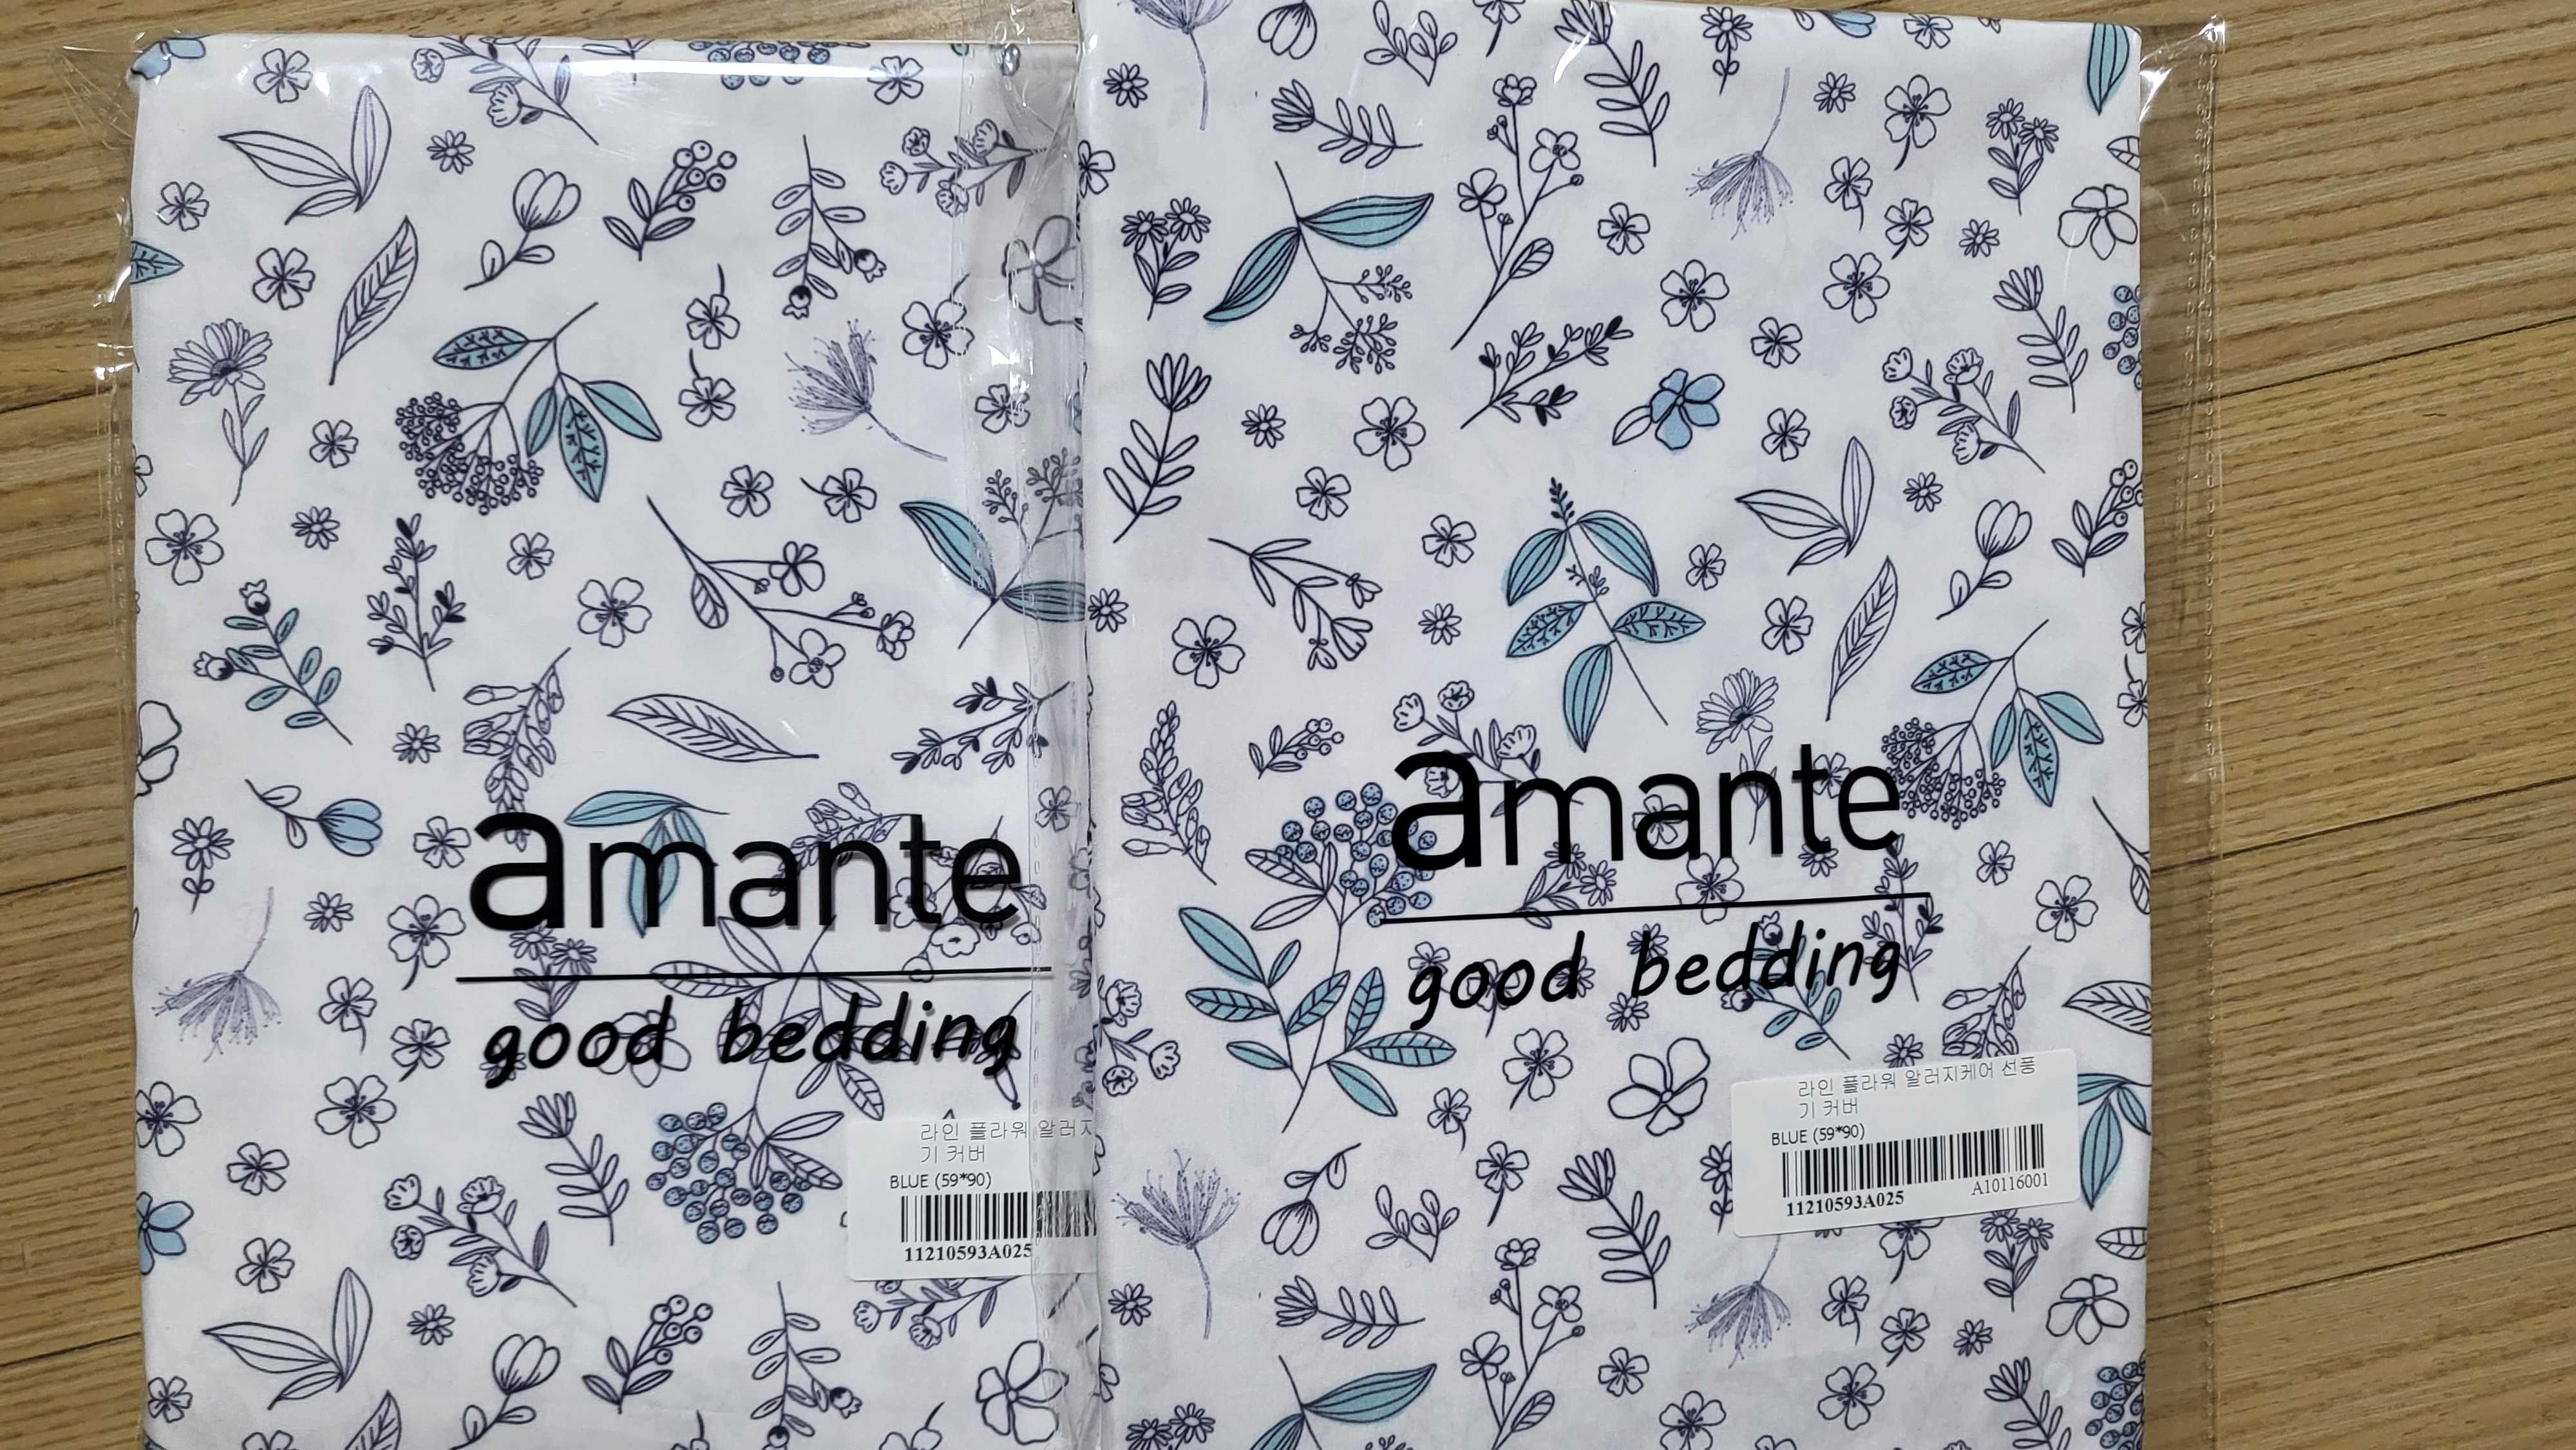 amante
good bedding
라인 플라워 알러지
기 커버
BLUE (59*90)
11210593A025
amante
good bedding
라인 플라워 알러지케어 선풍
기 커버
BLUE (59*90)
11210593A025 A10116001